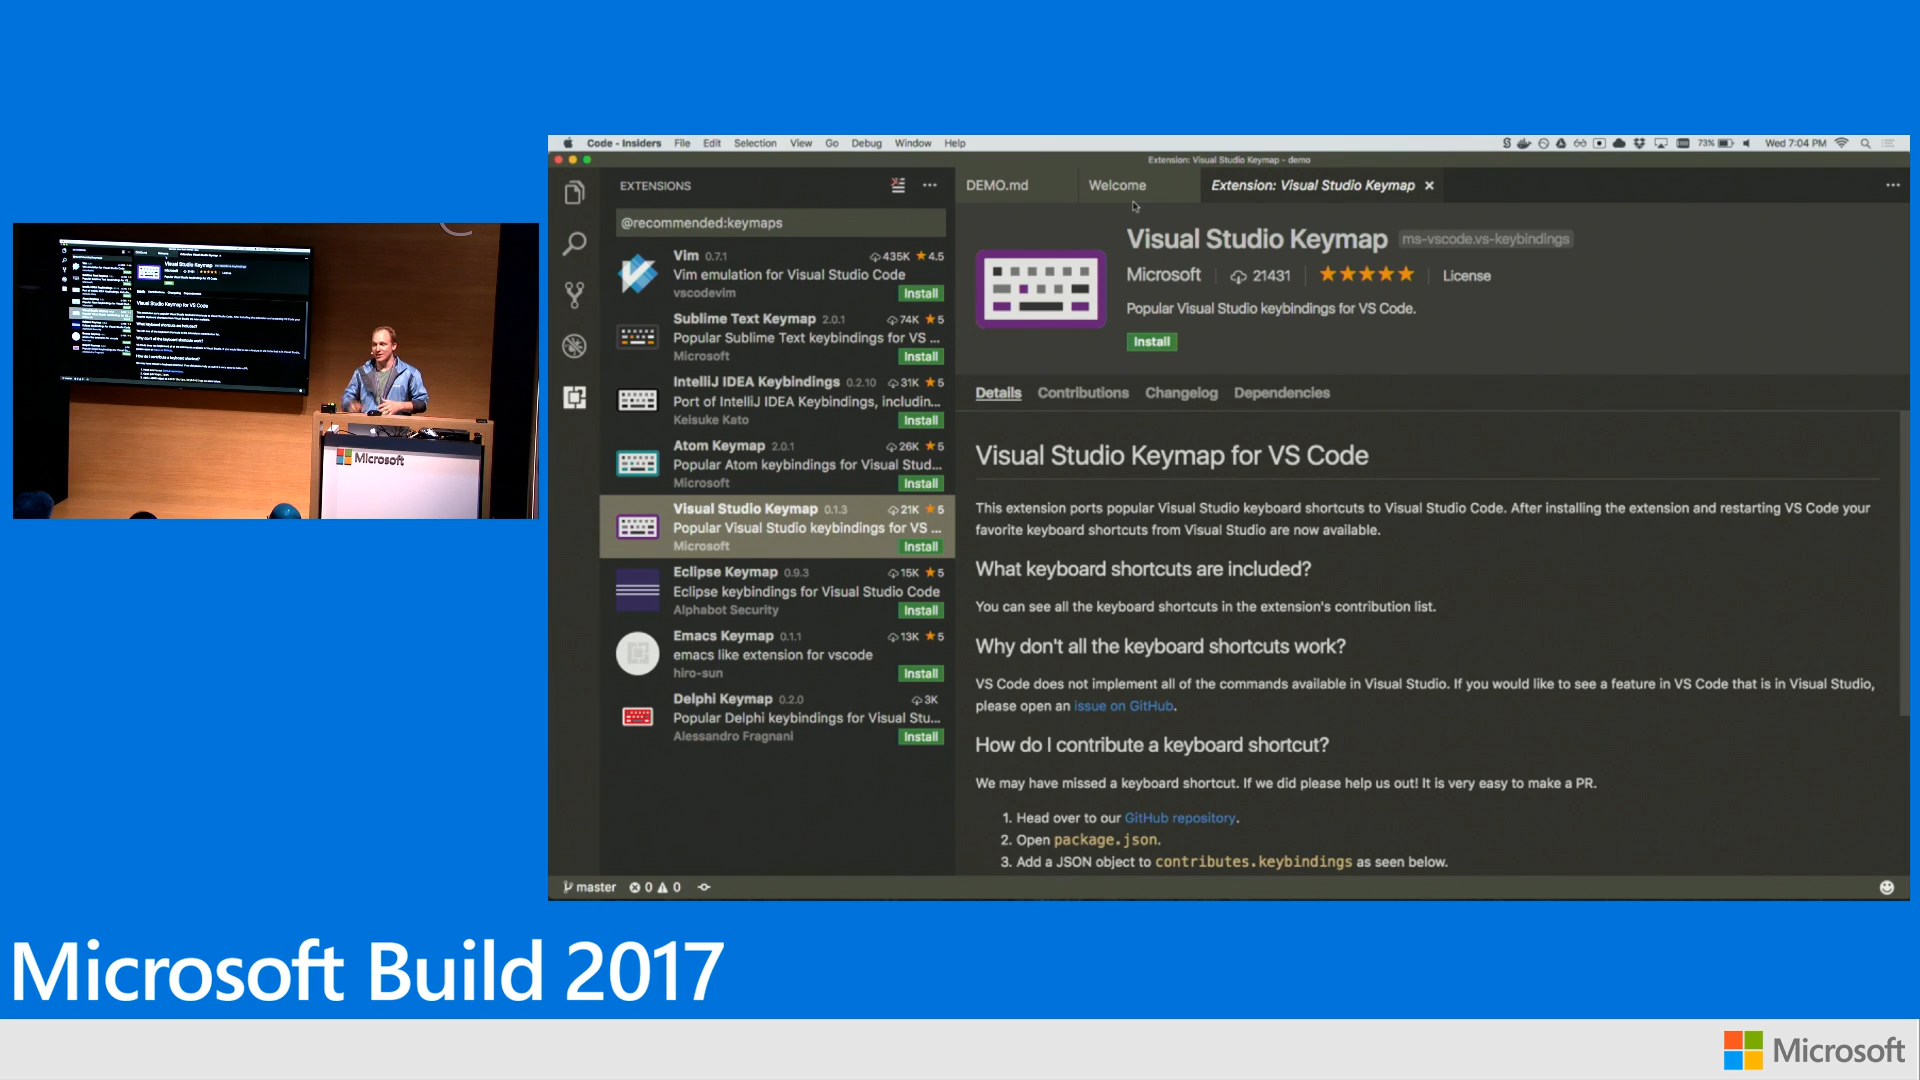 Code - Insiders File Edit Selection View Go Debug Window Help
73% Wed 7:04 PM
Extension: Visual Studio Keymap - demo
EXTENSIONS
@recommended:keymaps
Vim 0.7.1 435K 4.5
Vim emulation for Visual Studio Code
vscodevim Install
Sublime Text Keymap 2.0.1 74K 5
Popular Sublime Text keybindings for VS ...
Microsoft Install
IntelliJ IDEA Keybindings 0.2.10 31K 5
Port of IntelliJ IDEA Keybindings, includin...
Keisuke Kato Install
Atom Keymap 2.0.1 26K 5
Popular Atom keybindings for Visual Stud...
Microsoft Install
Visual Studio Keymap 0.1.3 21K 5
Popular Visual Studio keybindings for VS ...
Microsoft Install
Eclipse Keymap 0.9.3 15K 5
Eclipse keybindings for Visual Studio Code
Alphabot Security Install
Emacs Keymap 0.1.1 13K 5
emacs like extension for vscode
hiro-sun Install
Delphi Keymap 0.2.0 3K
Popular Delphi keybindings for Visual Stu...
Alessandro Fragnani Install
DEMO.md Welcome Extension: Visual Studio Keymap
Visual Studio Keymap ms-vscode.vs-keybindings
Microsoft 21431 License
Popular Visual Studio keybindings for VS Code.
Install
Details Contributions Changelog Dependencies
Visual Studio Keymap for VS Code
This extension ports popular Visual Studio keyboard shortcuts to Visual Studio Code. After installing the extension and restarting VS Code your
favorite keyboard shortcuts from Visual Studio are now available.
What keyboard shortcuts are included?
You can see all the keyboard shortcuts in the extension's contribution list.
Why don't all the keyboard shortcuts work?
VS Code does not implement all of the commands available in Visual Studio. If you would like to see a feature in VS Code that is in Visual Studio,
please open an issue on GitHub.
How do I contribute a keyboard shortcut?
We may have missed a keyboard shortcut. If we did please help us out! It is very easy to make a PR.
1. Head over to our GitHub repository.
2. Open package.json.
3. Add a JSON object to contributes.keybindings as seen below.
master 0 0
Microsoft
Microsoft Build 2017
Microsoft